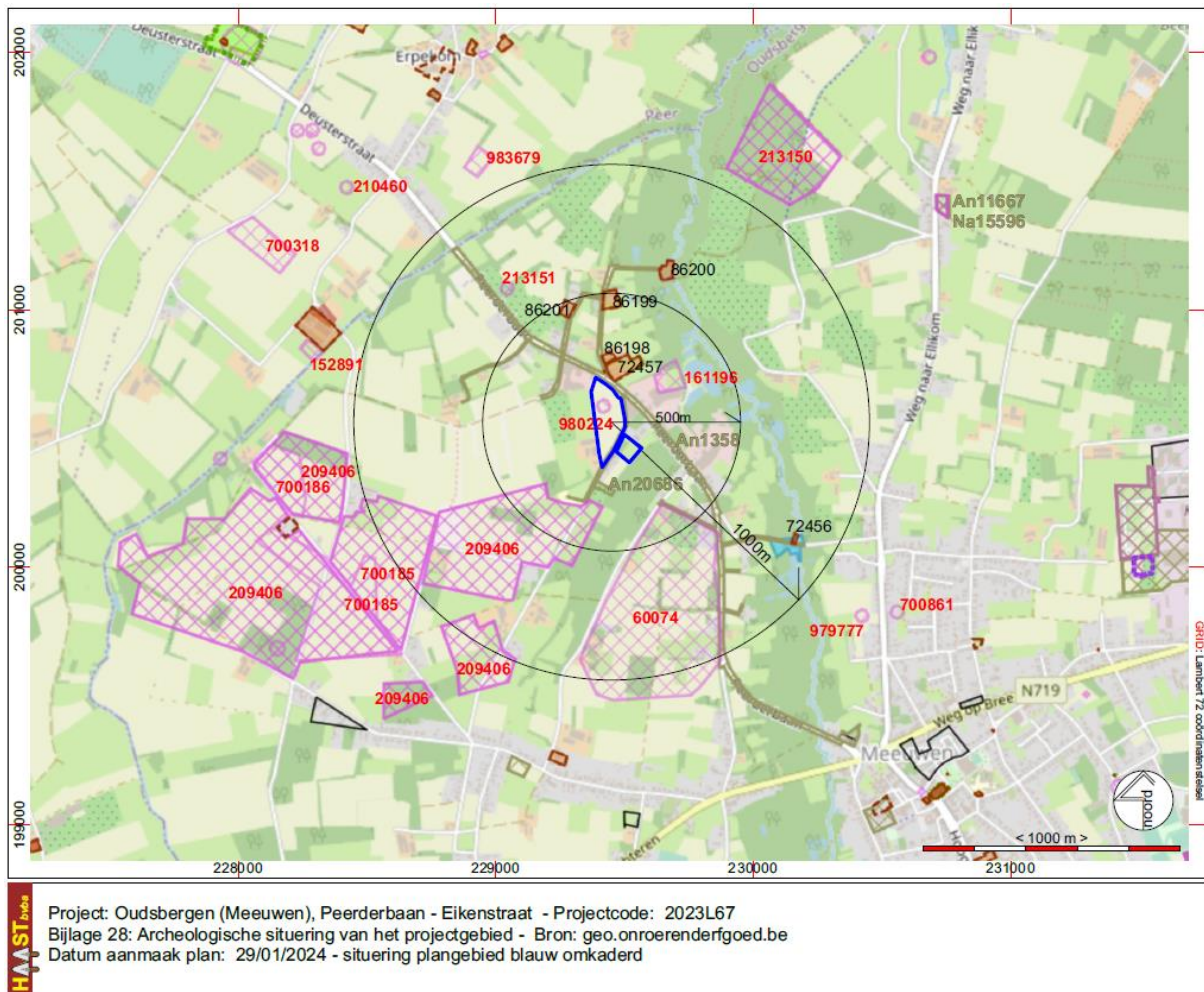 202000
201000
200000
199000
228000
229000
230000
231000
Deusterstraat
Erpekom
Deusterstraat
Peer
Weg naar Ellik
Weg naar Ellikom
983679
213150
210460
An11667
Na15596
700318
213151
86200
86201
86199
86198
72457
152891
161196
980224
500m
An1358
209406
An20686
700186
1000m
72456
209406
700185
209406
700185
60074
700861
979777
209406
209406
N719
Weg op Bree
Meeuwen
noord
< 1000 m >
GRID: Lambert 72 coördinatenstelsel
HAAST bvba
Project: Oudsbergen (Meeuwen), Peerderbaan - Eikenstraat - Projectcode: 2023L67
Bijlage 28: Archeologische situering van het projectgebied - Bron: geo.onroerenderfgoed.be
Datum aanmaak plan: 29/01/2024 - situering plangebied blauw omkaderd